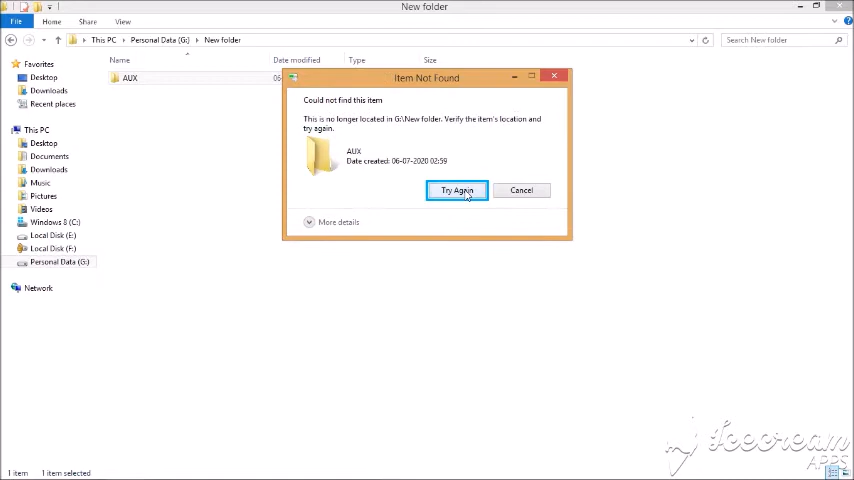 New folder
File
Home
Share
View
This PC
Personal Data (G:)
New folder
Search New folder
Favorites
Desktop
Downloads
Recent places
This PC
Desktop
Documents
Downloads
Music
Pictures
Videos
Windows 8 (C:)
Local Disk (E:)
Local Disk (F:)
Personal Data (G:)
Network
Name
Date modified
Type
Size
AUX
06-
Item Not Found
Could not find this item
This is no longer located in G:\New folder. Verify the item's location and
try again.
AUX
Date created: 06-07-2020 02:59
Try Again
Cancel
More details
1 item
1 item selected
Icecream
APPS